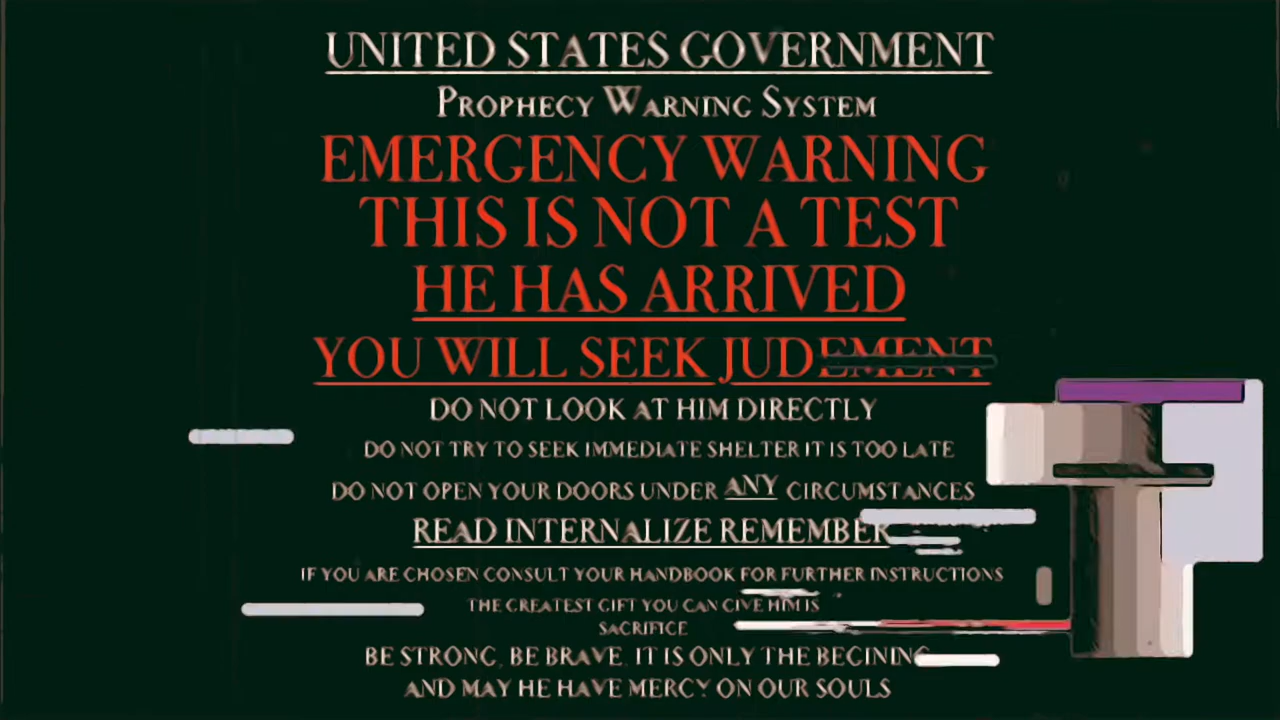 UNITED STATES GOVERNMENT
PROPHECY WARNING SYSTEM
EMERGENCY WARNING
THIS IS NOT A TEST
HE HAS ARRIVED
YOU WILL SEEK JUDEMENT
DO NOT LOOK AT HIM DIRECTLY
DO NOT TRY TO SEEK IMMEDIATE SHELTER IT IS TOO LATE
DO NOT OPEN YOUR DOORS UNDER ANY CIRCUMSTANCES
READ INTERNALIZE REMEMBER
IF YOU ARE CHOSEN CONSULT YOUR HANDBOOK FOR FURTHER INSTRUCTIONS
THE GREATEST GIFT YOU CAN GIVE HIM IS
SACRIFICE
BE STRONG, BE BRAVE. IT IS ONLY THE BEGINING
AND MAY HE HAVE MERCY ON OUR SOULS